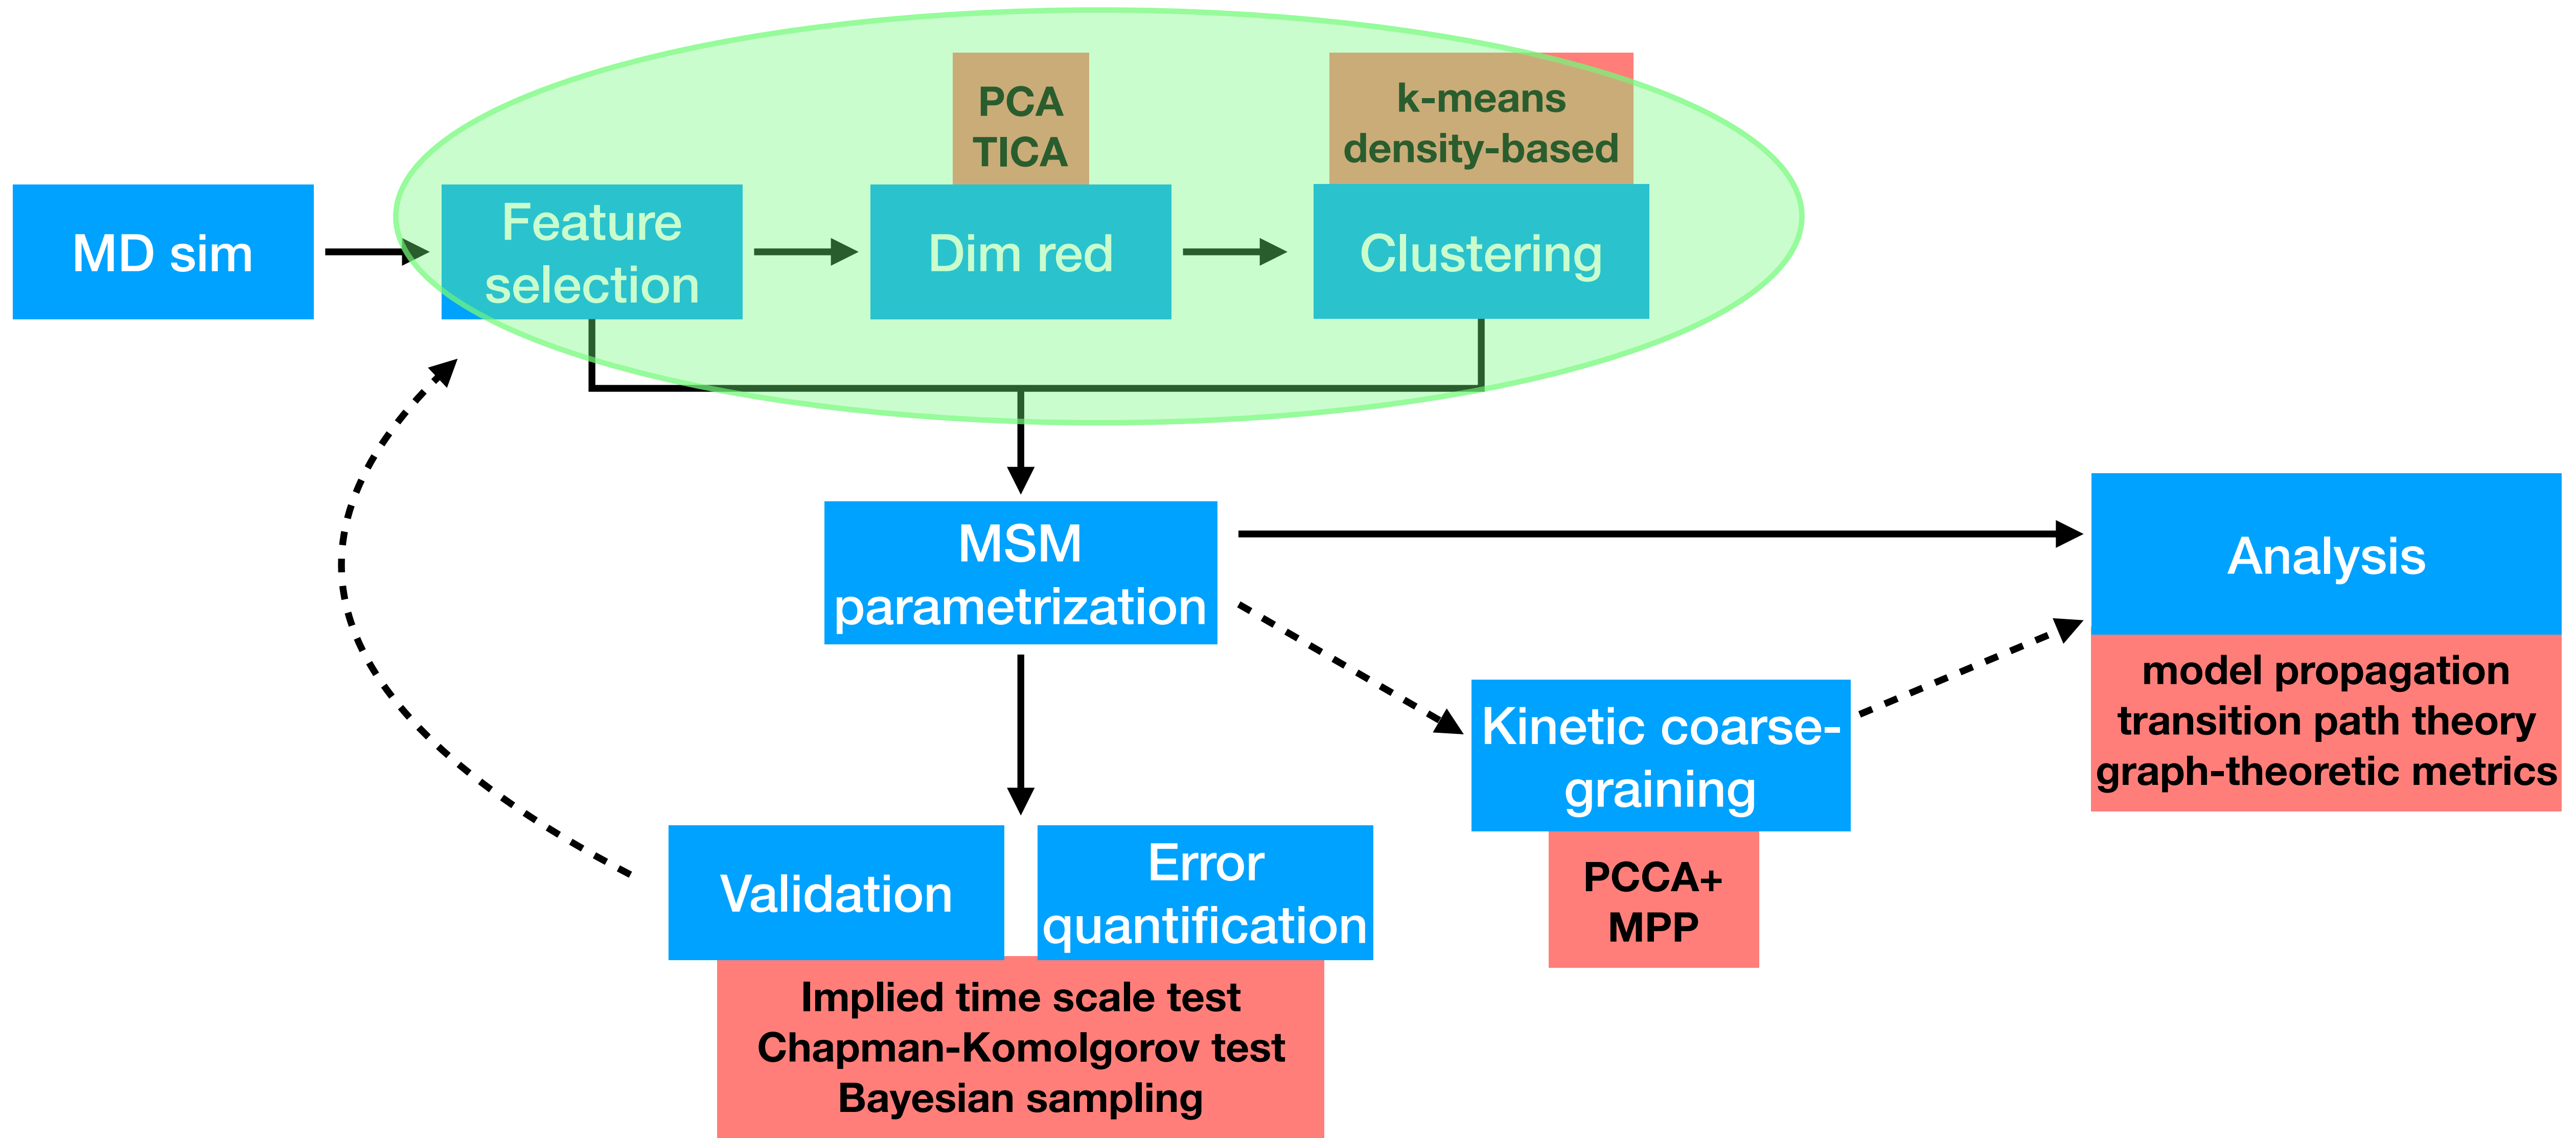 PCA
TICA
k-means
density-based
MD sim
Feature
selection
Dim red
Clustering
MSM
parametrization
Analysis
model propagation
transition path theory
graph-theoretic metrics
Kinetic coarse-
graining
PCCA+
MPP
Validation
Error
quantification
Implied time scale test
Chapman-Komolgorov test
Bayesian sampling